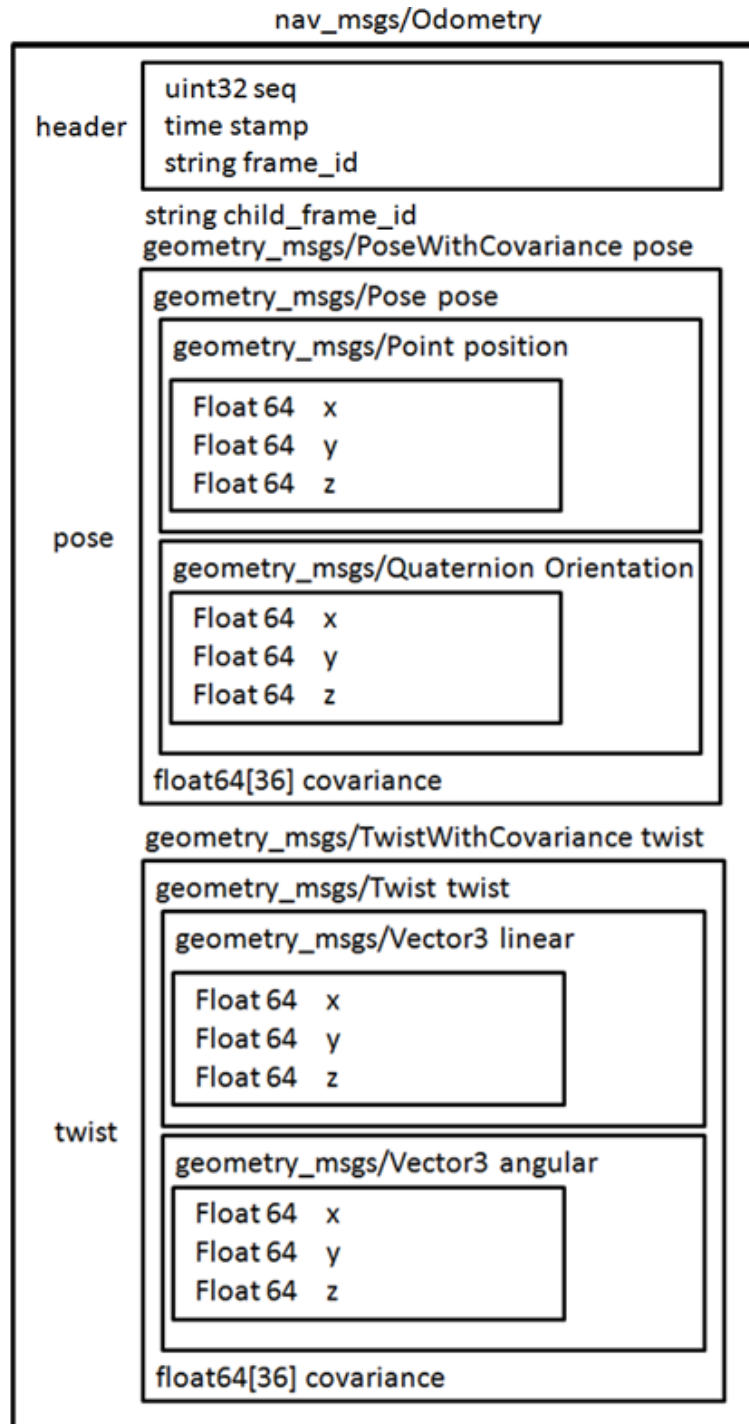 nav_msgs/Odometry
header
uint32 seq
time stamp
string frame_id
string child_frame_id
geometry_msgs/PoseWithCovariance pose
pose
geometry_msgs/Pose pose
geometry_msgs/Point position
Float 64 x
Float 64 y
Float 64 z
geometry_msgs/Quaternion Orientation
Float 64 x
Float 64 y
Float 64 z
float64[36] covariance
geometry_msgs/TwistWithCovariance twist
twist
geometry_msgs/Twist twist
geometry_msgs/Vector3 linear
Float 64 x
Float 64 y
Float 64 z
geometry_msgs/Vector3 angular
Float 64 x
Float 64 y
Float 64 z
float64[36] covariance